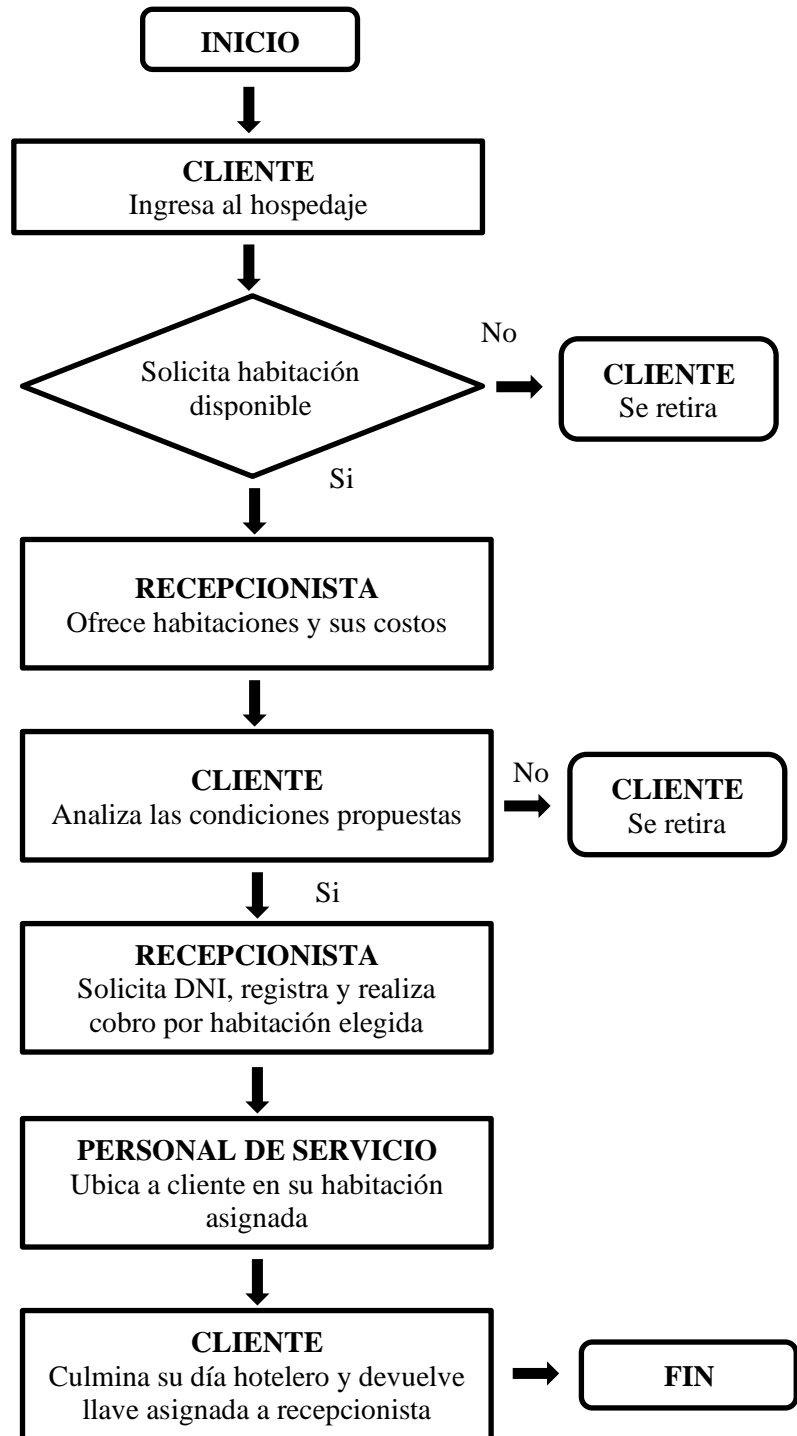 INICIO
CLIENTE
Ingresa al hospedaje
No
Solicita habitación
disponible
CLIENTE
Se retira
Si
RECEPCIONISTA
Ofrece habitaciones y sus costos
CLIENTE
Analiza las condiciones propuestas
No
CLIENTE
Se retira
Si
RECEPCIONISTA
Solicita DNI, registra y realiza
cobro por habitación elegida
PERSONAL DE SERVICIO
Ubica a cliente en su habitación
asignada
CLIENTE
Culmina su día hotelero y devuelve
llave asignada a recepcionista
FIN